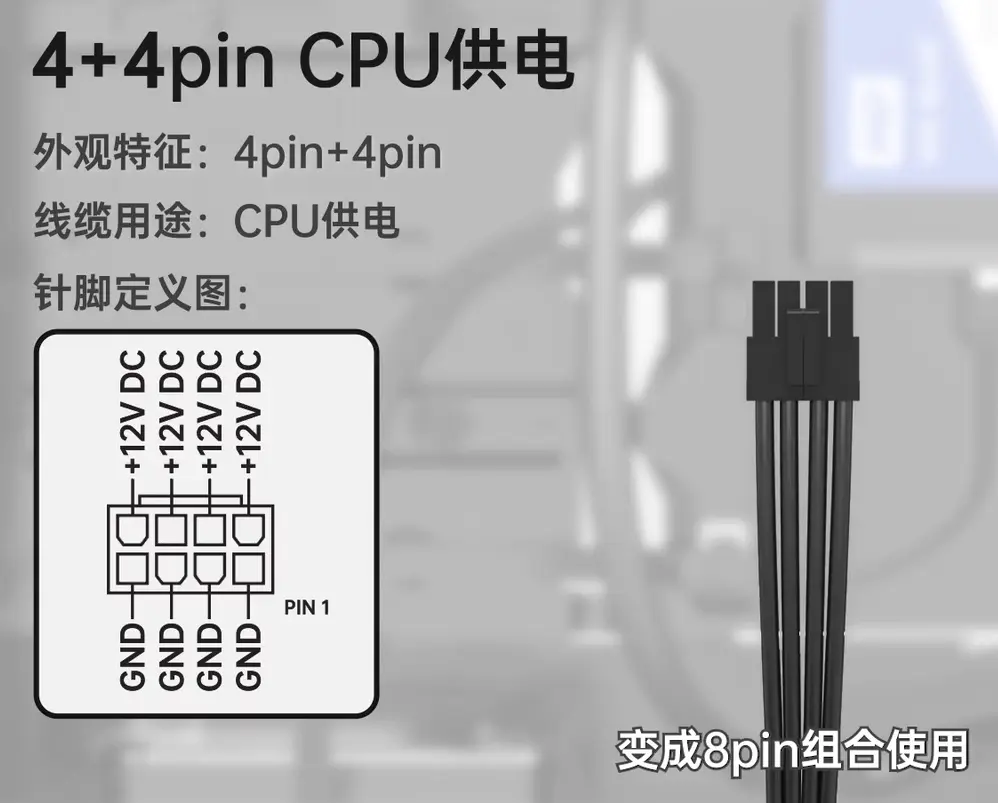 4+4pin CPU供电
外观特征：4pin+4pin
线缆用途：CPU供电
针脚定义图：
+12V DC
+12V DC
+12V DC
+12V DC
PIN 1
GND
GND
GND
GND
变成8pin组合使用